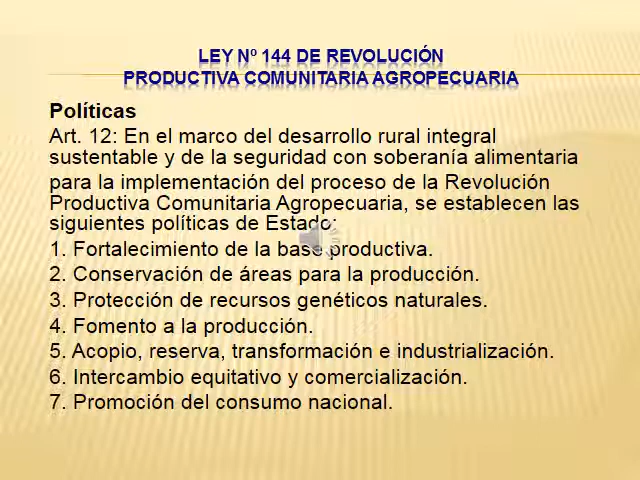 LEY Nº 144 DE REVOLUCIÓN
PRODUCTIVA COMUNITARIA AGROPECUARIA
Políticas
Art. 12: En el marco del desarrollo rural integral
sustentable y de la seguridad con soberanía alimentaria
para la implementación del proceso de la Revolución
Productiva Comunitaria Agropecuaria, se establecen las
siguientes políticas de Estado:
1. Fortalecimiento de la base productiva.
2. Conservación de áreas para la producción.
3. Protección de recursos genéticos naturales.
4. Fomento a la producción.
5. Acopio, reserva, transformación e industrialización.
6. Intercambio equitativo y comercialización.
7. Promoción del consumo nacional.